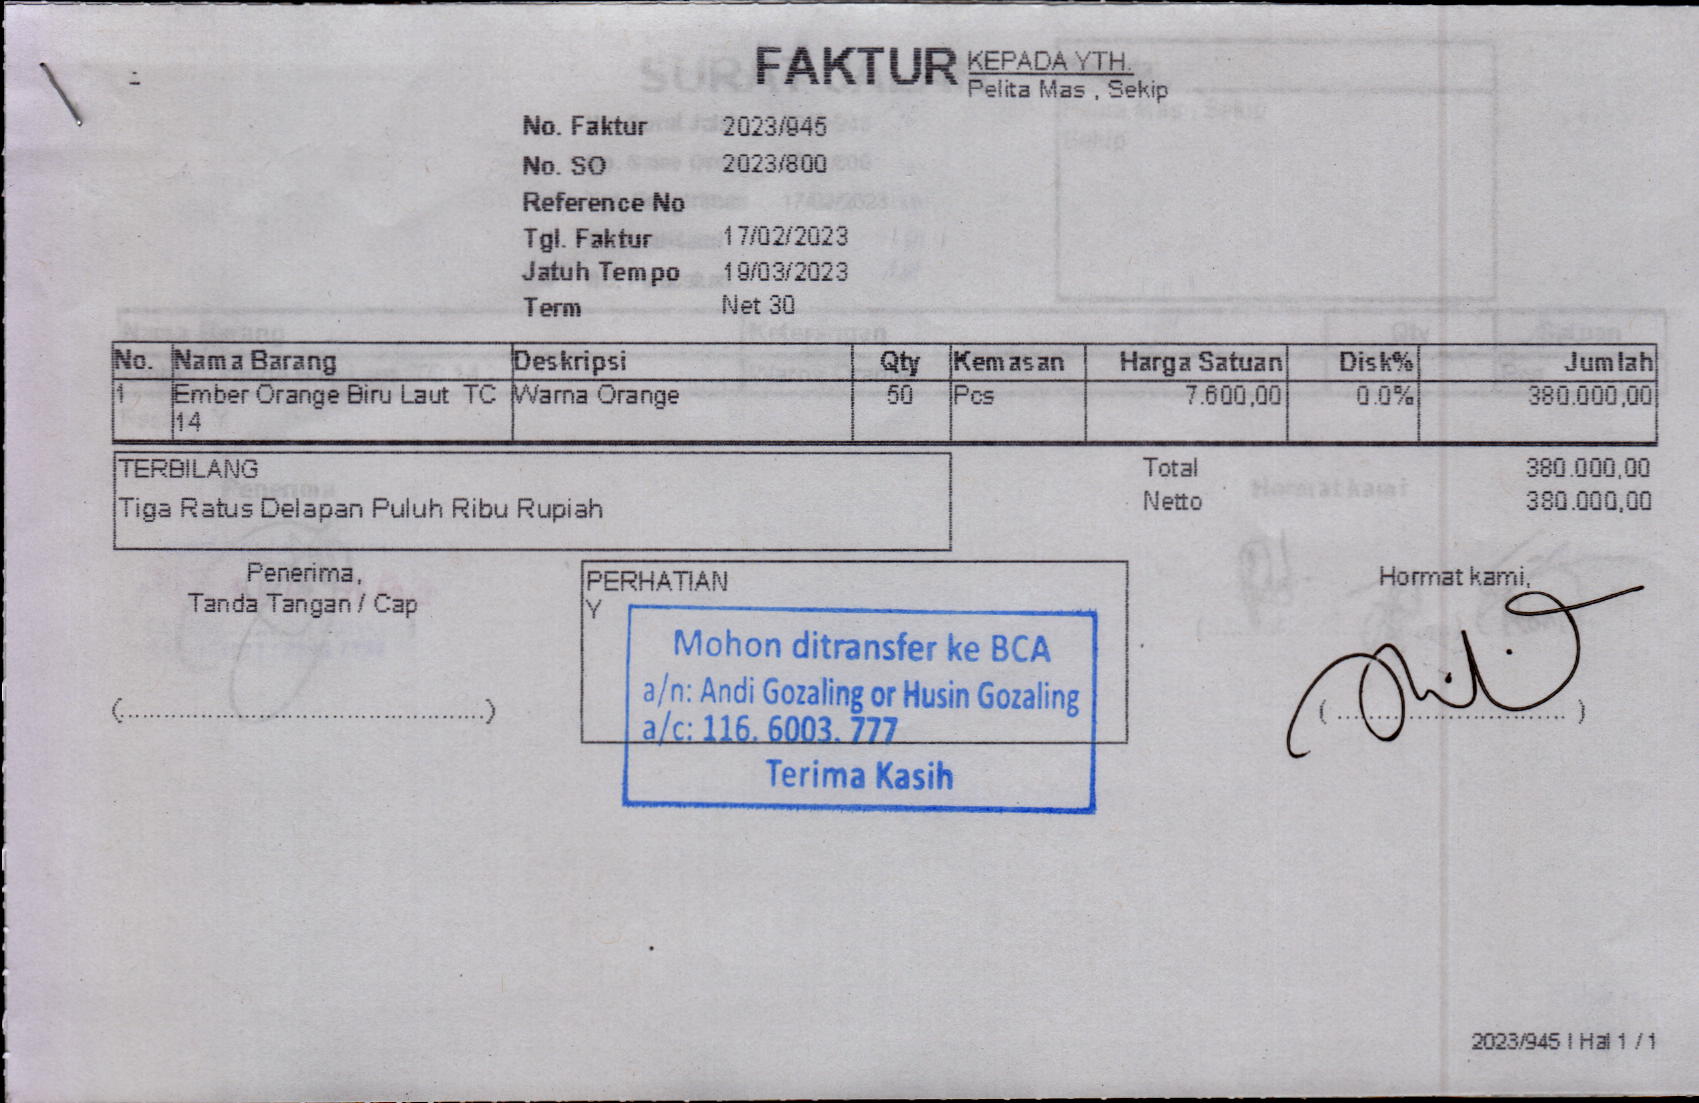 FAKTUR
KEPADA YTH.
Pelita Mas , Sekip
No. Faktur 2023/945
No. SO 2023/800
Reference No
Tgl. Faktur 17/02/2023
Jatuh Tempo 19/03/2023
Term Net 30
No. Nama Barang Deskripsi Qty Kemasan Harga Satuan Disk% Jumlah
1 Ember Orange Biru Laut TC Warna Orange 50 Pcs 7.600,00 0.0% 380.000,00
14
TERBILANG
Tiga Ratus Delapan Puluh Ribu Rupiah
Total 380.000,00
Netto 380.000,00
Penerima,
Tanda Tangan / Cap
(................................................)
PERHATIAN
Y
Mohon ditransfer ke BCA
a/n: Andi Gozaling or Husin Gozaling
a/c: 116. 6003. 777
Terima Kasih
Hormat kami,
( .............................. )
2023/945 | Hal 1 / 1